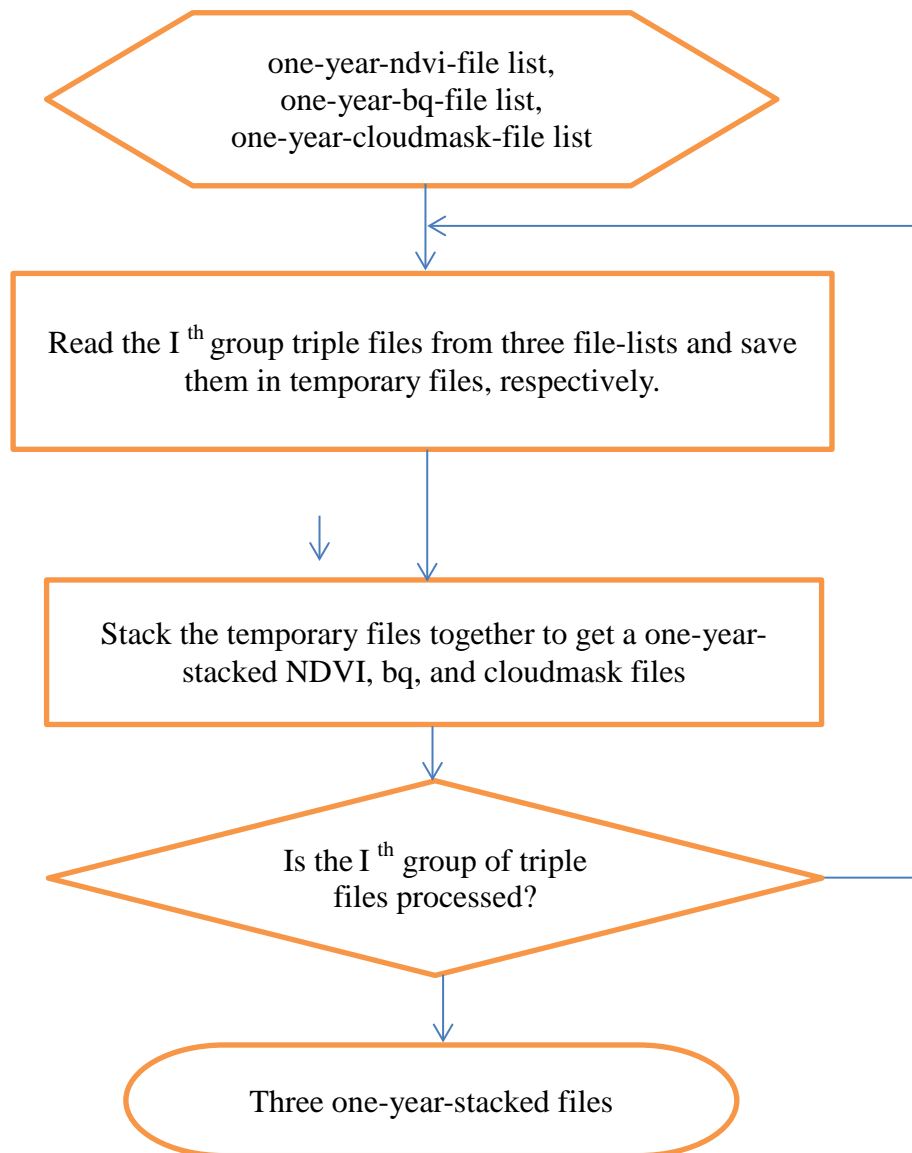 one-year-ndvi-file list,
one-year-bq-file list,
one-year-cloudmask-file list
Read the I th group triple files from three file-lists and save
them in temporary files, respectively.
Stack the temporary files together to get a one-year-
stacked NDVI, bq, and cloudmask files
Is the I th group of triple
files processed?
Three one-year-stacked files